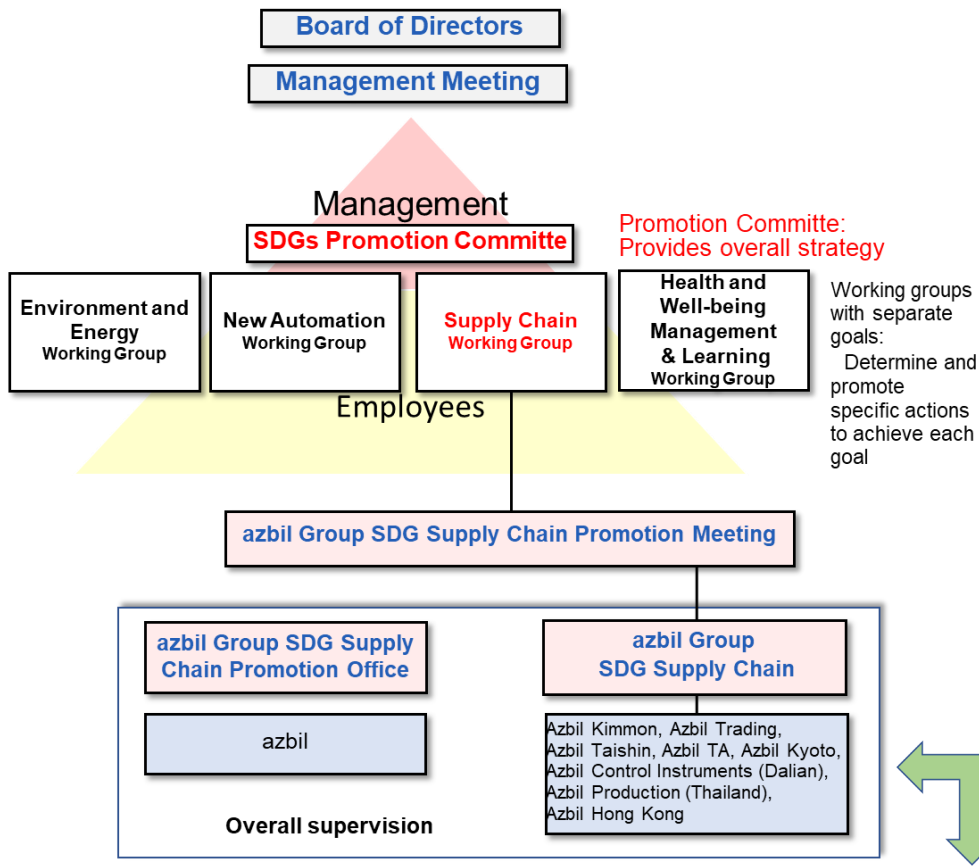 Board of Directors
Management Meeting
Management
SDGs Promotion Committe
Promotion Committe:
Provides overall strategy
Environment and
Energy
Working Group
New Automation
Working Group
Supply Chain
Working Group
Health and
Well-being
Management
& Learning
Working Group
Working groups
with separate
goals:
Determine and
promote
specific actions
to achieve each
goal
Employees
azbil Group SDG Supply Chain Promotion Meeting
azbil Group SDG Supply
Chain Promotion Office
azbil
azbil Group
SDG Supply Chain
Azbil Kimmon, Azbil Trading,
Azbil Taishin, Azbil TA, Azbil Kyoto,
Azbil Control Instruments (Dalian),
Azbil Production (Thailand),
Azbil Hong Kong
Overall supervision